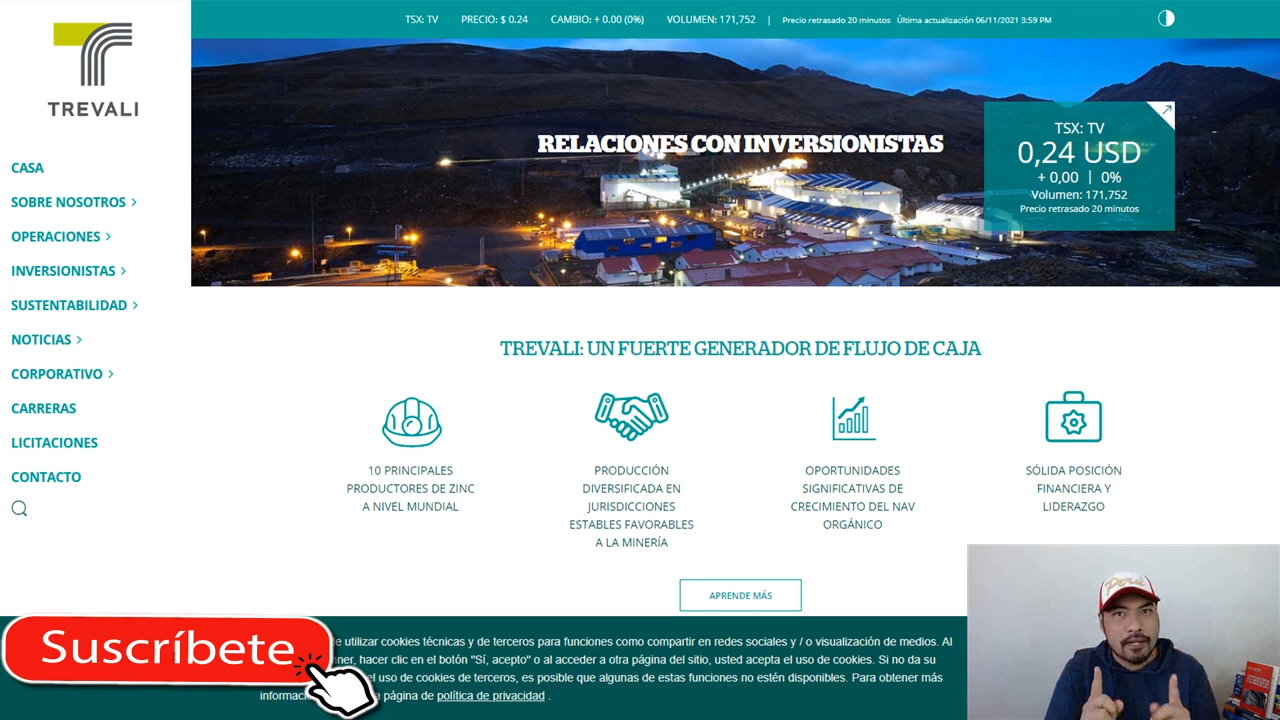 TREVALI
CASA
SOBRE NOSOTROS
OPERACIONES
INVERSIONISTAS
SUSTENTABILIDAD
NOTICIAS
CORPORATIVO
CARRERAS
LICITACIONES
CONTACTO
TSX: TV PRECIO: $ 0.24 CAMBIO: + 0.00 (0%) VOLUMEN: 171,752 | Precio retrasado 20 minutos Última actualización 06/11/2021 3:59 PM
RELACIONES CON INVERSIONISTAS
TSX: TV
0,24 USD
+ 0,00 | 0%
Volumen: 171,752
Precio retrasado 20 minutos
TREVALI: UN FUERTE GENERADOR DE FLUJO DE CAJA
10 PRINCIPALES
PRODUCTORES DE ZINC
A NIVEL MUNDIAL
PRODUCCIÓN
DIVERSIFICADA EN
JURISDICCIONES
ESTABLES FAVORABLES
A LA MINERÍA
OPORTUNIDADES
SIGNIFICATIVAS DE
CRECIMIENTO DEL NAV
ORGÁNICO
SÓLIDA POSICIÓN
FINANCIERA Y
LIDERAZGO
APRENDE MÁS
Suscríbete
e utilizar cookies técnicas y de terceros para funciones como compartir en redes sociales y / o visualización de medios. Al
ner, hacer clic en el botón "Sí, acepto" o al acceder a otra página del sitio, usted acepta el uso de cookies. Si no da su
el uso de cookies de terceros, es posible que algunas de estas funciones no estén disponibles. Para obtener más
informaci página de política de privacidad .